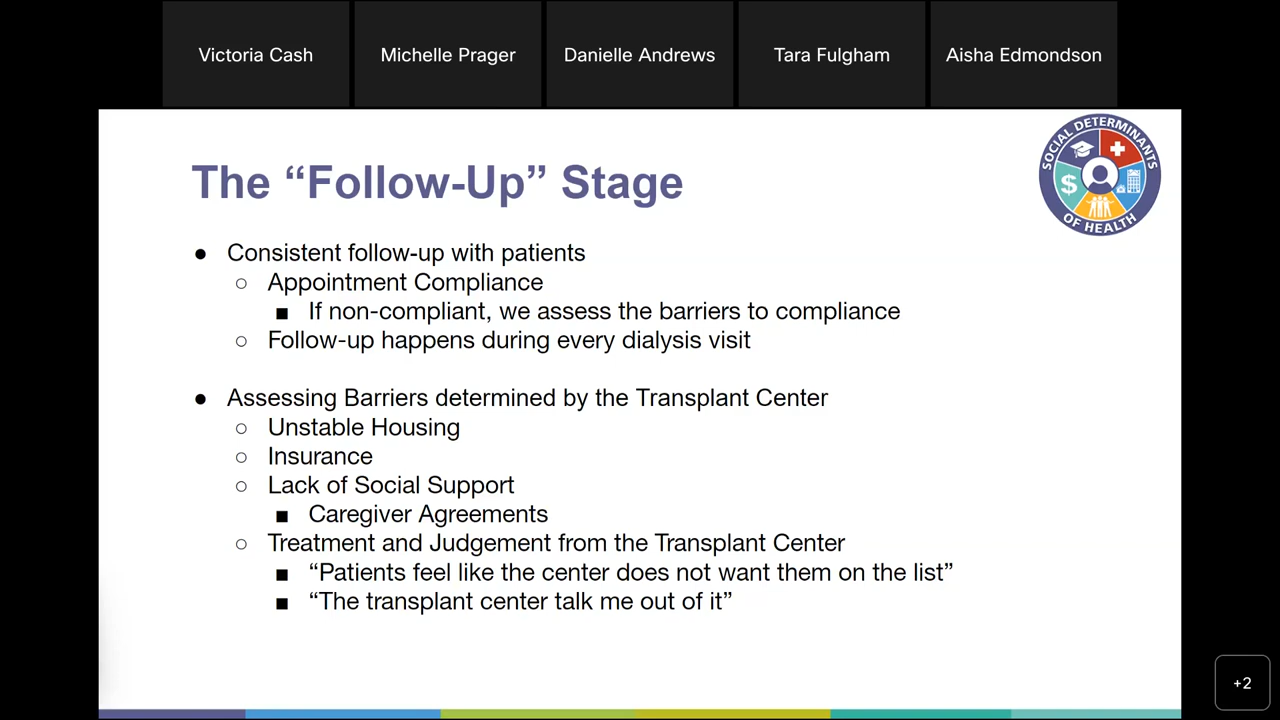 Victoria Cash
Michelle Prager
Danielle Andrews
Tara Fulgham
Aisha Edmondson
SOCIAL DETERMINANTS
OF HEALTH
$
The “Follow-Up” Stage
● Consistent follow-up with patients
○ Appointment Compliance
■ If non-compliant, we assess the barriers to compliance
○ Follow-up happens during every dialysis visit
● Assessing Barriers determined by the Transplant Center
○ Unstable Housing
○ Insurance
○ Lack of Social Support
■ Caregiver Agreements
○ Treatment and Judgement from the Transplant Center
■ “Patients feel like the center does not want them on the list”
■ “The transplant center talk me out of it”
+2